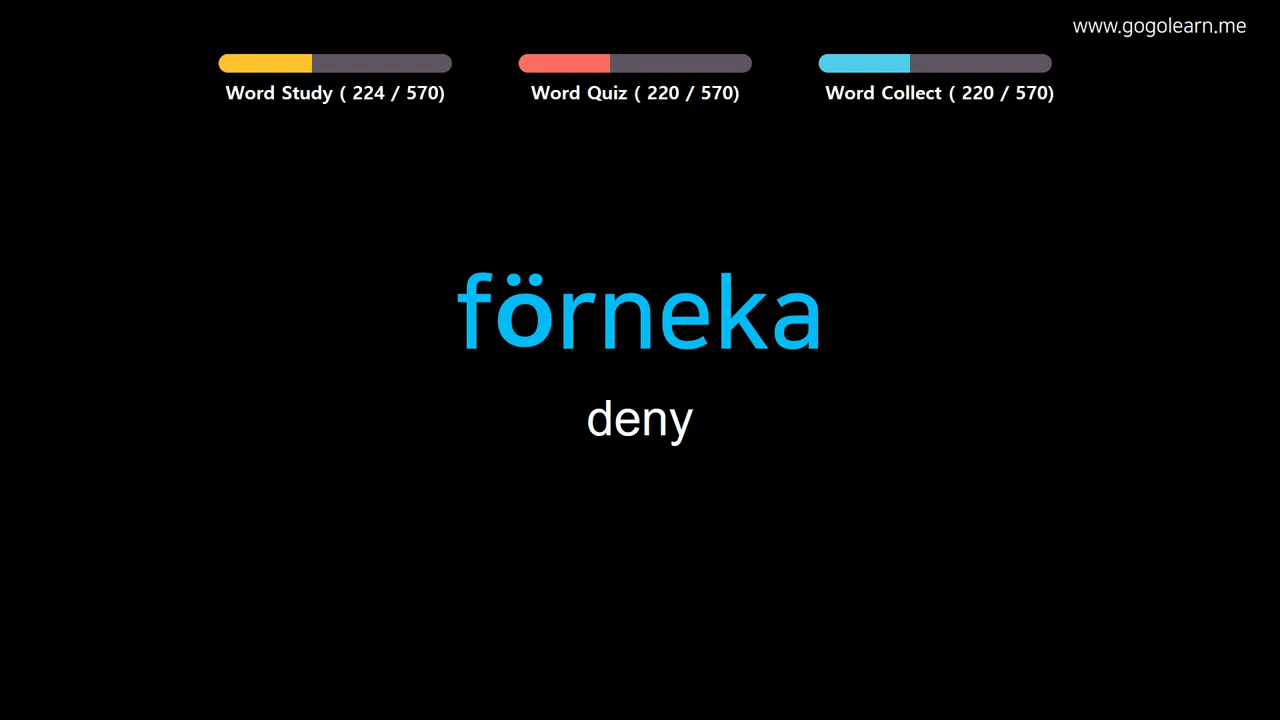 www.gogolearn.me
Word Study ( 224 / 570)
Word Quiz ( 220 / 570)
Word Collect ( 220 / 570)
förneka
deny